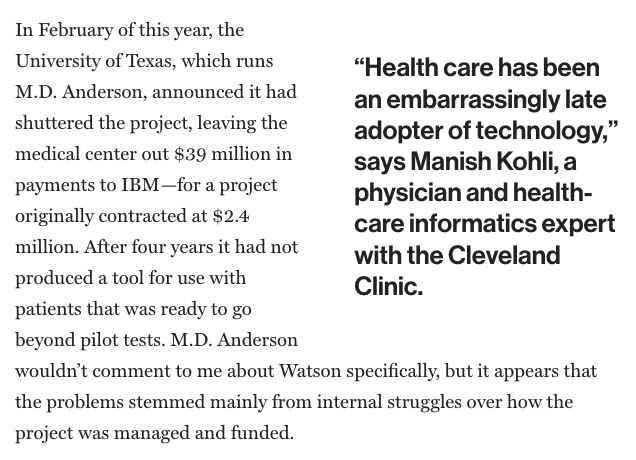 In February of this year, the
University of Texas, which runs
M.D. Anderson, announced it had
shuttered the project, leaving the
medical center out $39 million in
payments to IBM—for a project
originally contracted at $2.4
million. After four years it had not
produced a tool for use with
patients that was ready to go
beyond pilot tests. M.D. Anderson
wouldn’t comment to me about Watson specifically, but it appears that
the problems stemmed mainly from internal struggles over how the
project was managed and funded.
“Health care has been
an embarrassingly late
adopter of technology,”
says Manish Kohli, a
physician and health-
care informatics expert
with the Cleveland
Clinic.